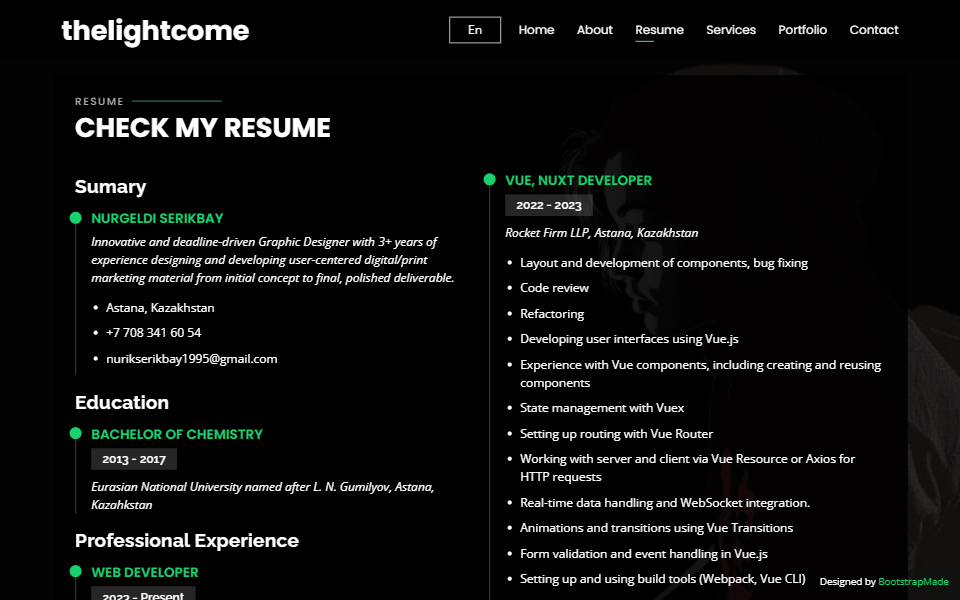 thelightcome
En
Home
About
Resume
Services
Portfolio
Contact
RESUME
CHECK MY RESUME
Sumary
NURGELDI SERIKBAY
Innovative and deadline-driven Graphic Designer with 3+ years of
experience designing and developing user-centered digital/print
marketing material from initial concept to final, polished deliverable.
• Astana, Kazakhstan
• +7 708 341 60 54
• nurikserikbay1995@gmail.com
Education
BACHELOR OF CHEMISTRY
2013 - 2017
Eurasian National University named after L. N. Gumilyov, Astana,
Kazahkstan
Professional Experience
WEB DEVELOPER
2023 - Present
VUE, NUXT DEVELOPER
2022 - 2023
Rocket Firm LLP, Astana, Kazakhstan
• Layout and development of components, bug fixing
• Code review
• Refactoring
• Developing user interfaces using Vue.js
• Experience with Vue components, including creating and reusing
components
• State management with Vuex
• Setting up routing with Vue Router
• Working with server and client via Vue Resource or Axios for
HTTP requests
• Real-time data handling and WebSocket integration.
• Animations and transitions using Vue Transitions
• Form validation and event handling in Vue.js
• Setting up and using build tools (Webpack, Vue CLI)
Designed by BootstrapMade